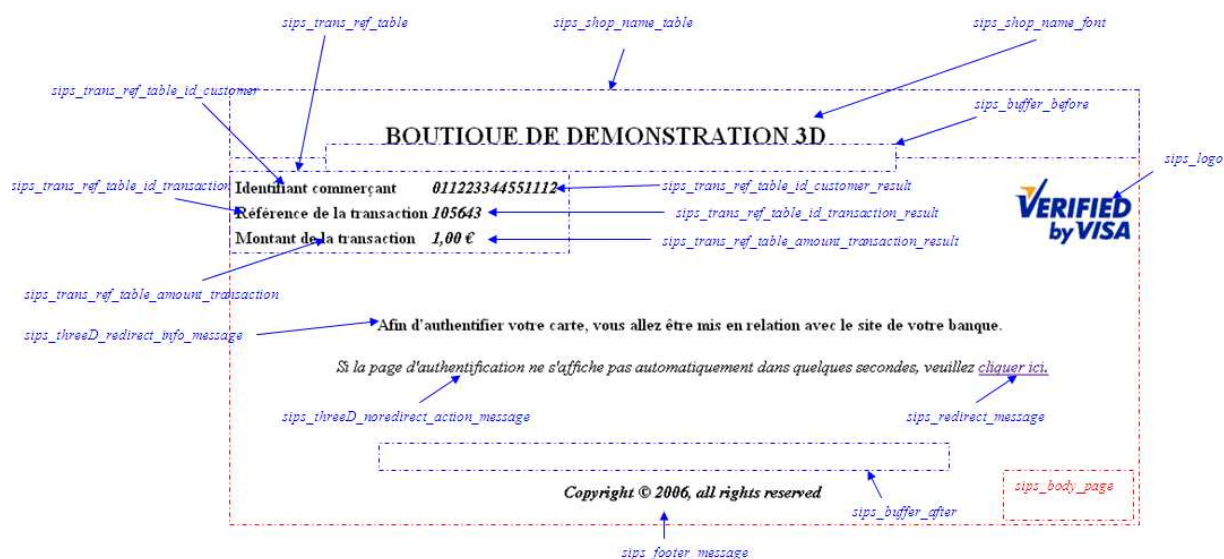 sips_trans_ref_table sips_shop_name_table sips_shop_name_font
sips_trans_ref_table_id_customer
sips_buffer_before
BOUTIQUE DE DEMONSTRATION 3D
sips_logo
sips_trans_ref_table_id_transaction Identifiant commerçant 011223344551112 sips_trans_ref_table_id_customer_result
Référence de la transaction 105643 sips_trans_ref_table_id_transaction_result
VERIFIED
by VISA
Montant de la transaction 1,00 € sips_trans_ref_table_amount_transaction_result
sips_trans_ref_table_amount_transaction
sips_threeD_redirect_info_message Afin d'authentifier votre carte, vous allez être mis en relation avec le site de votre banque.
Si la page d'authentification ne s'affiche pas automatiquement dans quelques secondes, veuillez cliquer ici.
sips_threeD_noredirect_action_message sips_redirect_message
Copyright © 2006, all rights reserved
sips_body_page
sips_buffer_after
sips_footer_message